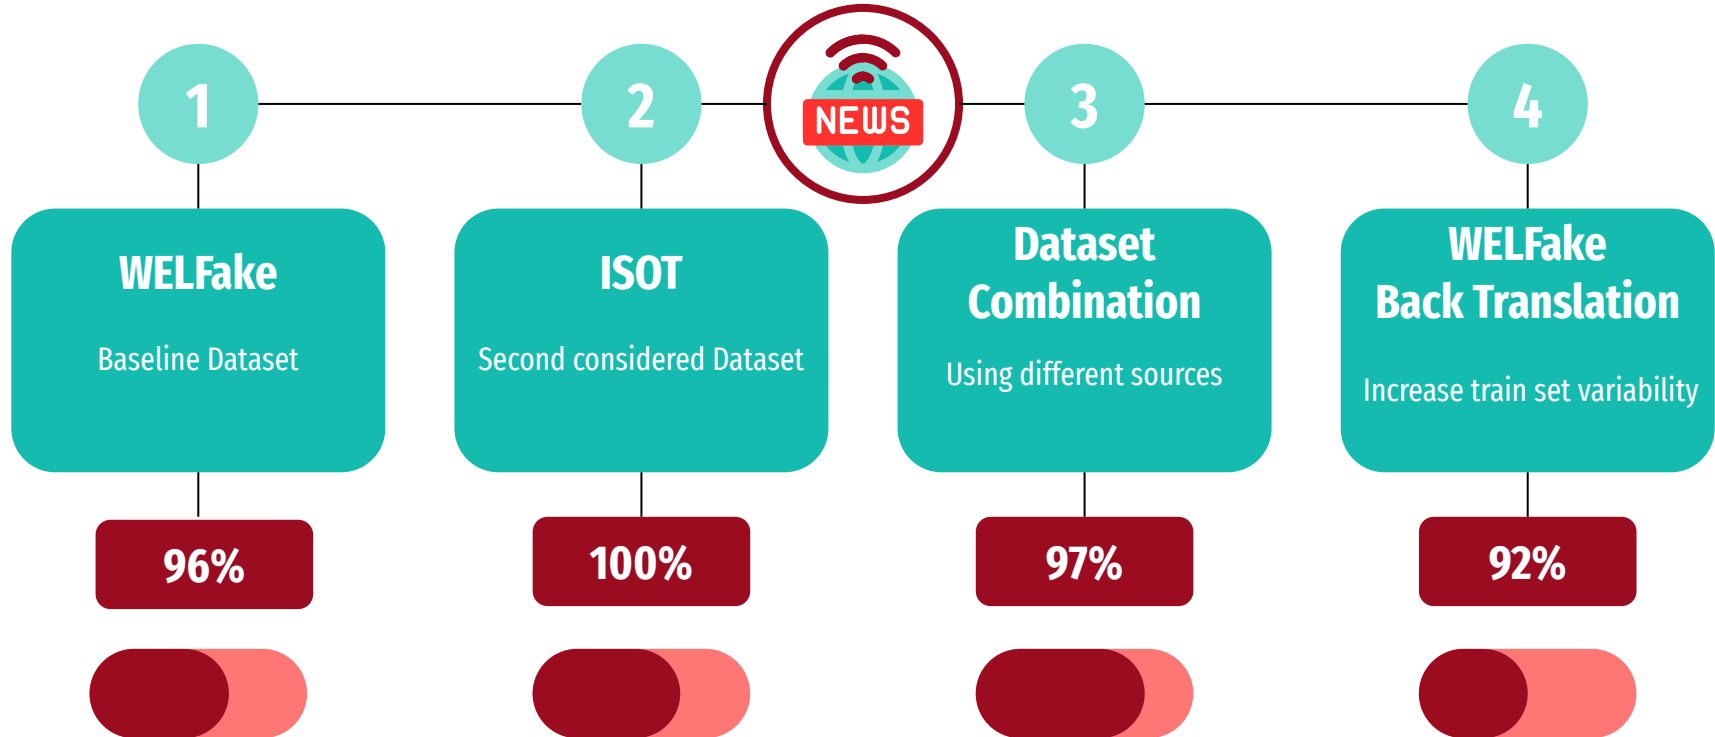 1
2
NEWS
3
4
WELFake
Baseline Dataset
96%
ISOT
Second considered Dataset
100%
Dataset
Combination
Using different sources
97%
WELFake
Back Translation
Increase train set variability
92%